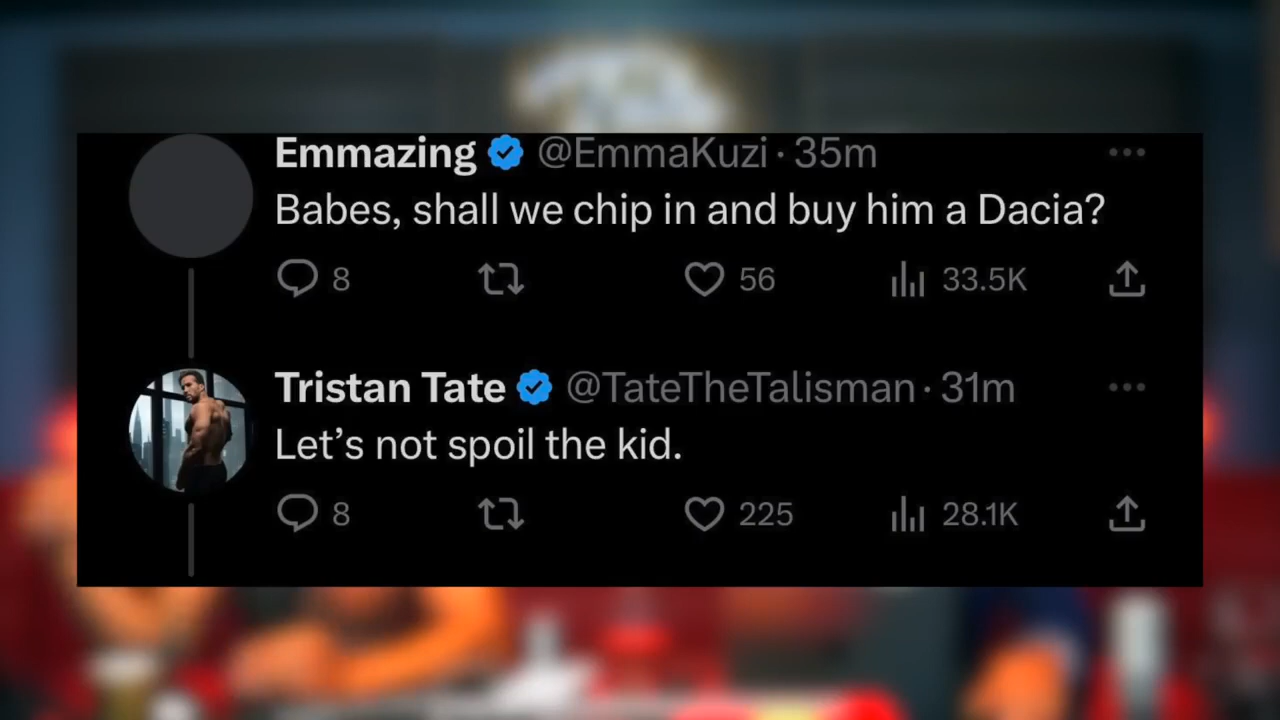 Emmazing @EmmaKuzi · 35m
Babes, shall we chip in and buy him a Dacia?
8 56 33.5K
Tristan Tate @TateTheTalisman · 31m
Let’s not spoil the kid.
8 225 28.1K